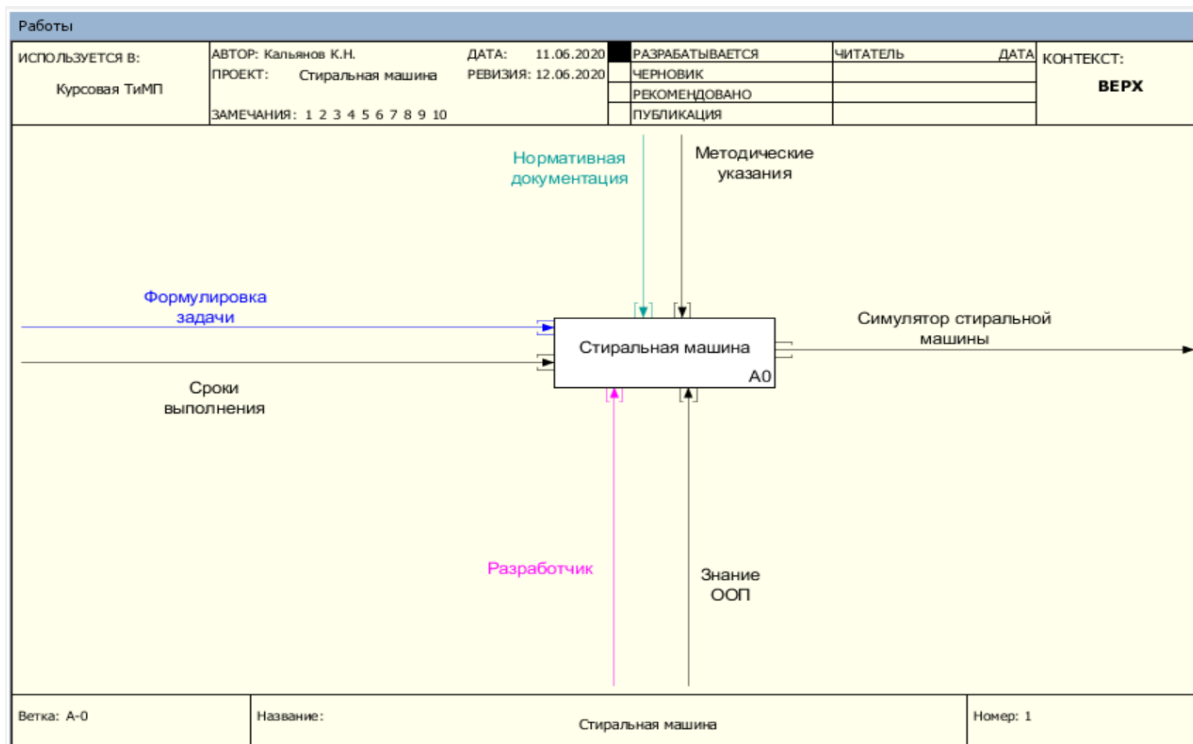 Работы
ИСПОЛЬЗУЕТСЯ В:
Курсовая ТиМП
АВТОР: Кальянов К.Н.
ДАТА: 11.06.2020
ПРОЕКТ: Стиральная машина
РЕВИЗИЯ: 12.06.2020
ЗАМЕЧАНИЯ: 1 2 3 4 5 6 7 8 9 10
РАЗРАБАТЫВАЕТСЯ
ЧЕРНОВИК
РЕКОМЕНДОВАНО
ПУБЛИКАЦИЯ
ЧИТАТЕЛЬ
ДАТА
КОНТЕКСТ:
ВЕРХ
Нормативная
документация
Методические
указания
Формулировка
задачи
Сроки
выполнения
Стиральная машина
A0
Симулятор стиральной
машины
Разработчик
Знание
ООП
Ветка: A-0
Название:
Стиральная машина
Номер: 1